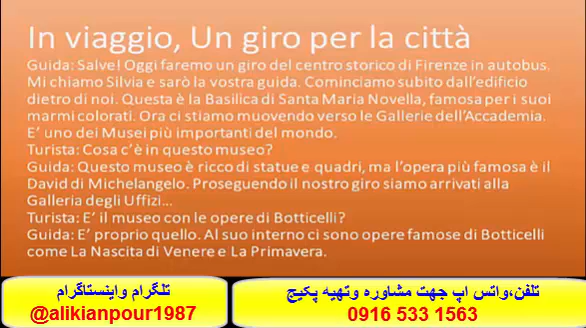 In viaggio, Un giro per la città
Guida: Salve! Oggi faremo un giro del centro storico di Firenze in autobus.
Mi chiamo Silvia e sarò la vostra guida. Cominciamo subito dall’edificio
dietro di noi. Questa è la Basilica di Santa Maria Novella, famosa per i suoi
marmi colorati. Ora ci stiamo muovendo verso le Gallerie dell’Accademia.
E’ uno dei Musei più importanti del mondo.
Turista: Cosa c’è in questo museo?
Guida: Questo museo è ricco di statue e quadri, ma l’opera più famosa è il
David di Michelangelo. Proseguendo il nostro giro siamo arrivati alla
Galleria degli Uffizi...
Turista: E’ il museo con le opere di Botticelli?
Guida: E’ proprio quello. Al suo interno ci sono opere famose di Botticelli
come La Nascita di Venere e La Primavera.
تلگرام واینستاگرام
@alikianpour1987
تلفن،واتس اپ جهت مشاوره وتهیه پکیج
0916 533 1563